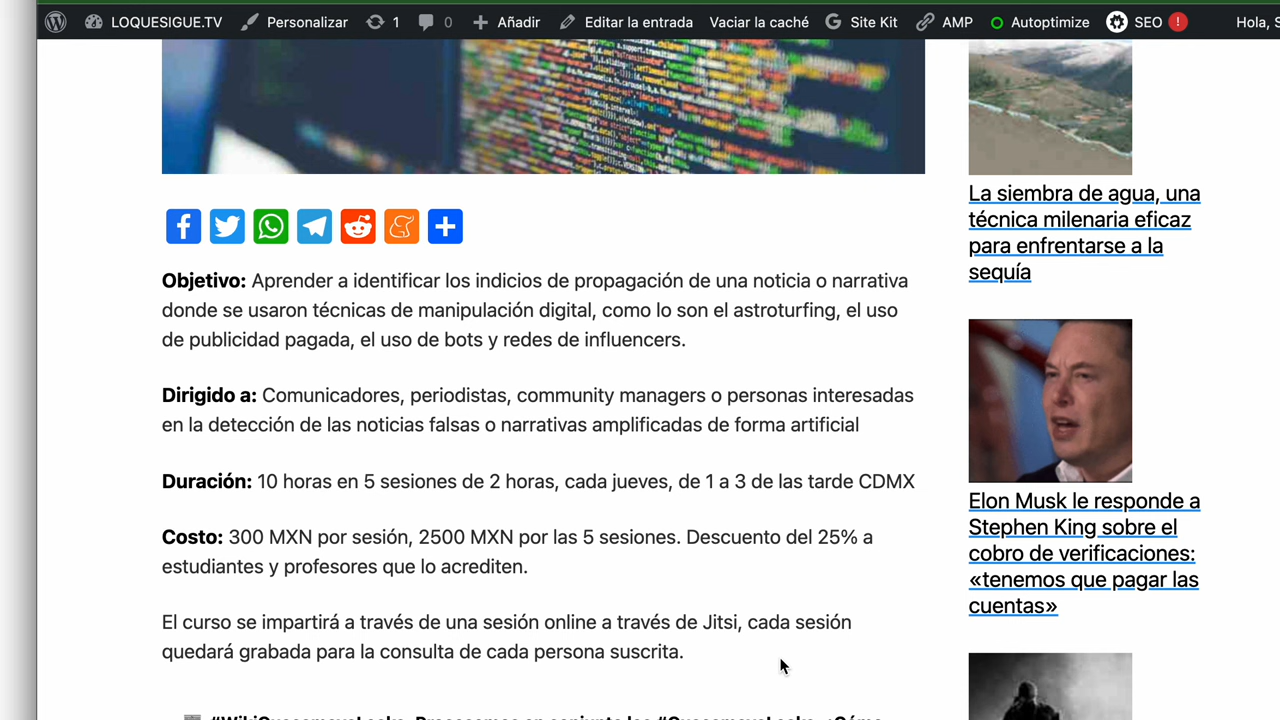 LOQUESIGUE.TV Personalizar 1 0 Añadir Editar la entrada Vaciar la caché Site Kit AMP Autoptimize SEO ! Hola, S
Objetivo: Aprender a identificar los indicios de propagación de una noticia o narrativa
donde se usaron técnicas de manipulación digital, como lo son el astroturfing, el uso
de publicidad pagada, el uso de bots y redes de influencers.
Dirigido a: Comunicadores, periodistas, community managers o personas interesadas
en la detección de las noticias falsas o narrativas amplificadas de forma artificial
Duración: 10 horas en 5 sesiones de 2 horas, cada jueves, de 1 a 3 de las tarde CDMX
Costo: 300 MXN por sesión, 2500 MXN por las 5 sesiones. Descuento del 25% a
estudiantes y profesores que lo acrediten.
El curso se impartirá a través de una sesión online a través de Jitsi, cada sesión
quedará grabada para la consulta de cada persona suscrita.
La siembra de agua, una
técnica milenaria eficaz
para enfrentarse a la
sequía
Elon Musk le responde a
Stephen King sobre el
cobro de verificaciones:
«tenemos que pagar las
cuentas»